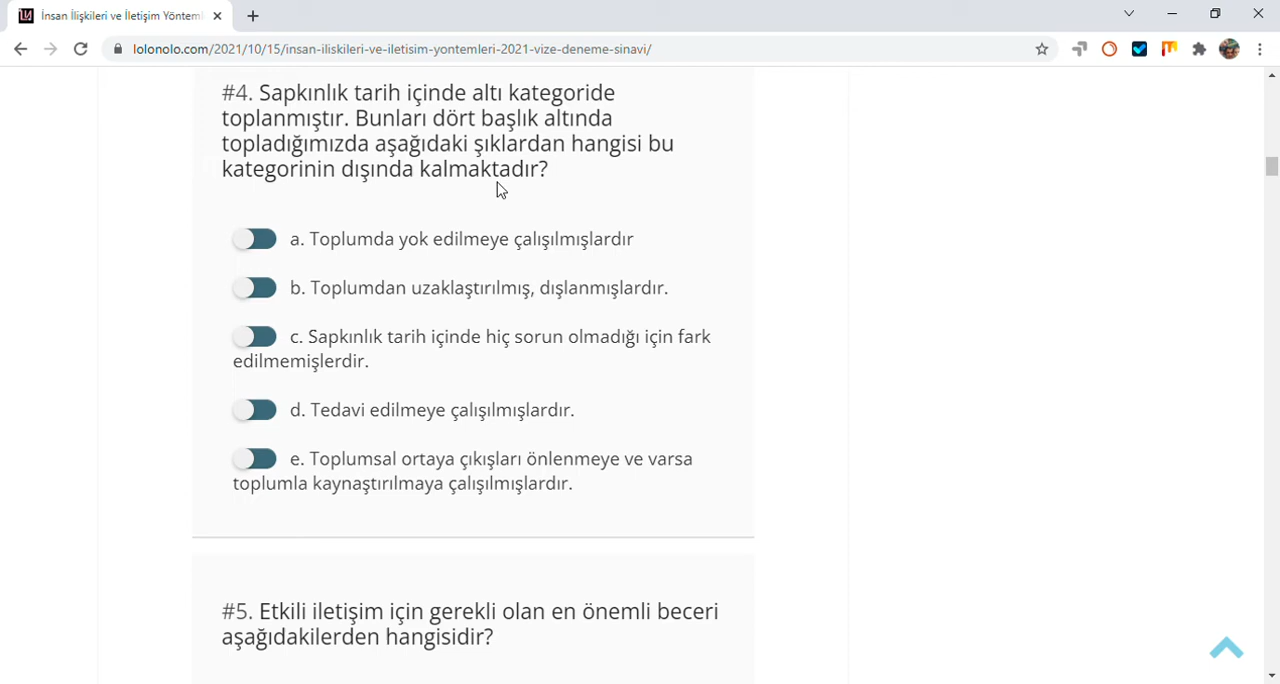 İnsan İlişkileri ve İletişim Yönteml
lolonolo.com/2021/10/15/insan-iliskileri-ve-iletisim-yontemleri-2021-vize-deneme-sinavi/
#4. Sapkınlık tarih içinde altı kategoride
toplanmıştır. Bunları dört başlık altında
topladığımızda aşağıdaki şıklardan hangisi bu
kategorinin dışında kalmaktadır?
a. Toplumda yok edilmeye çalışılmışlardır
b. Toplumdan uzaklaştırılmış, dışlanmışlardır.
c. Sapkınlık tarih içinde hiç sorun olmadığı için fark
edilmemişlerdir.
d. Tedavi edilmeye çalışılmışlardır.
e. Toplumsal ortaya çıkışları önlenmeye ve varsa
toplumla kaynaştırılmaya çalışılmışlardır.
#5. Etkili iletişim için gerekli olan en önemli beceri
aşağıdakilerden hangisidir?